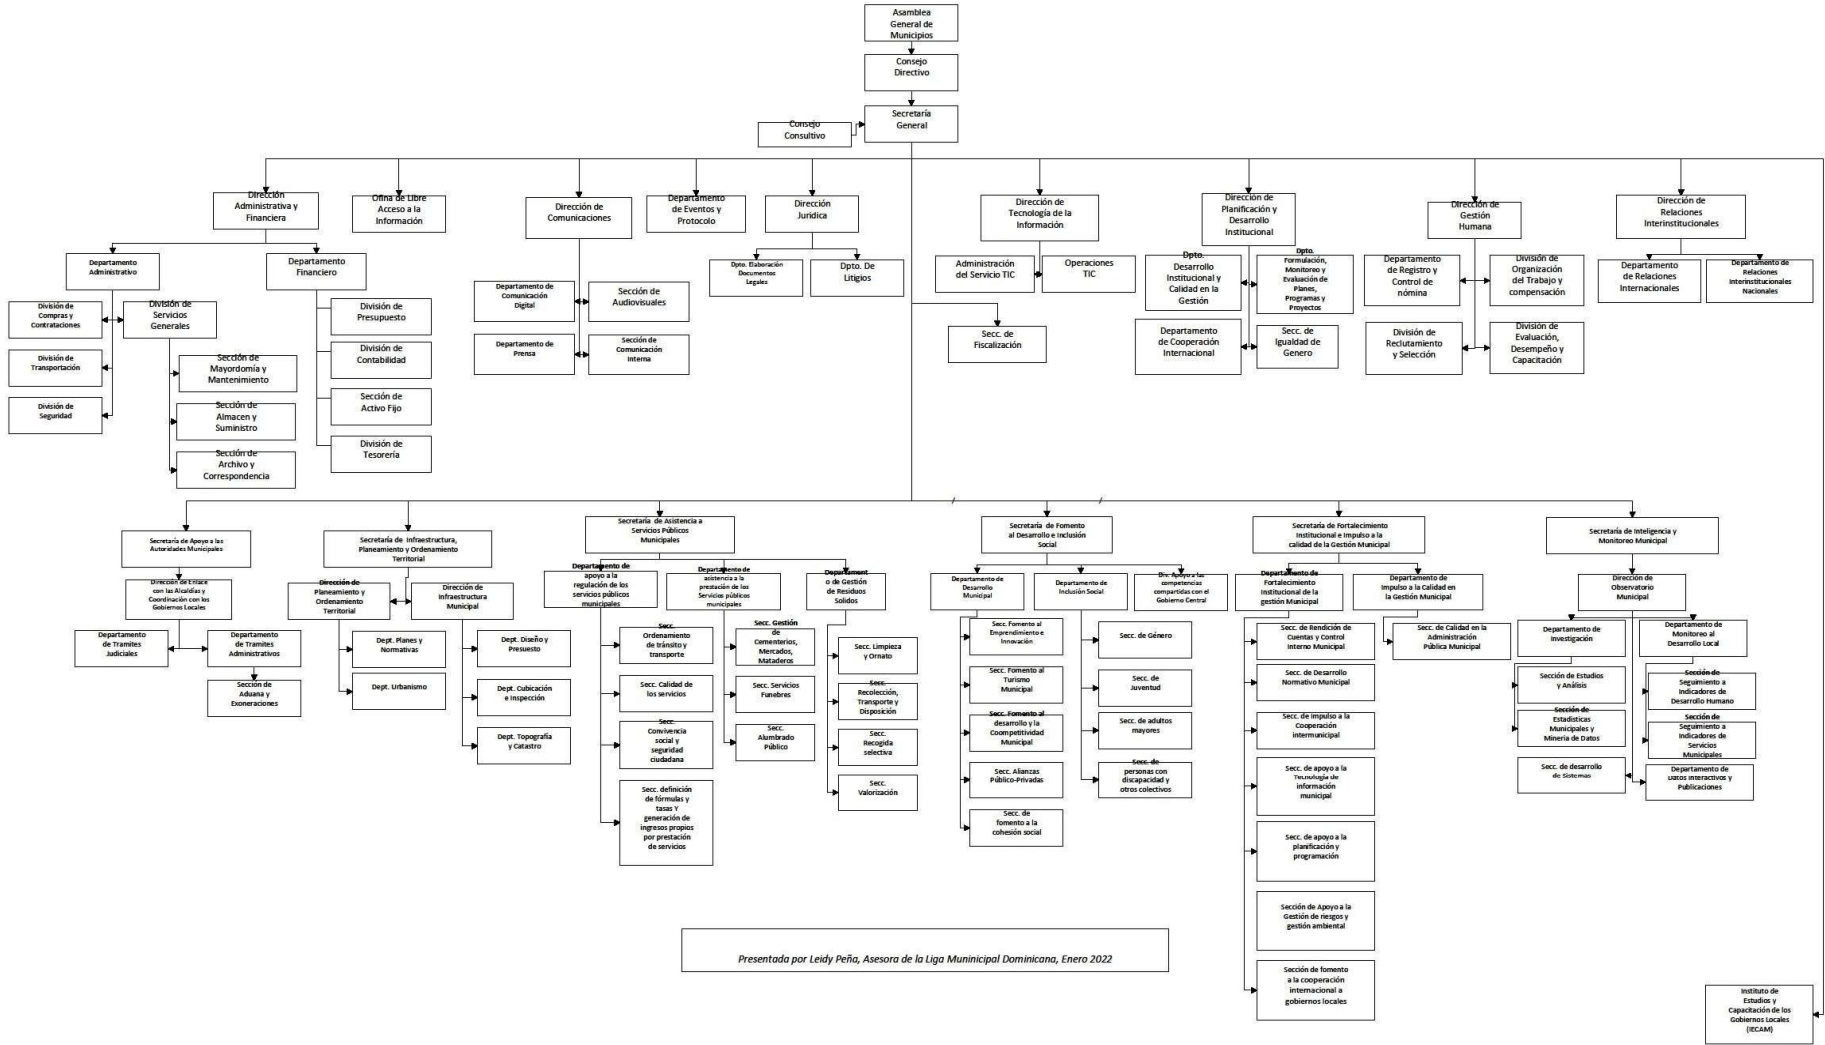 Asamblea
General de
Municipios
Consejo
Directivo
Secretaría
General
Consejo
Consultivo
Dirección
Administrativa y
Financiera
Ofina de Libre
Acceso a la
Información
Dirección de
Comunicaciones
Departamento
de Eventos y
Protocolo
Dirección
Juridica
Dirección de
Tecnología de la
Información
Dirección de
Planificación y
Desarrollo
Institucional
Dirección de
Gestión
Humana
Dirección de
Relaciones
Interinstitucionales
Departamento
Administrativo
Departamento
Financiero
División de
Compras y
Contrataciones
División de
Servicios
Generales
División de
Transportación
División de
Seguridad
Sección de
Mayordomía y
Mantenimiento
Sección de
Almacen y
Suministro
Sección de
Archivo y
Correspondencia
División de
Presupuesto
División de
Contabilidad
Sección de
Activo Fijo
División de
Tesorería
Departamento de
Comunicación
Digital
Sección de
Audiovisuales
Departamento de
Prensa
Sección de
Comunicación
Interna
Dpto. Elaboración
Documentos
Legales
Dpto. De
Litigios
Administración
del Servicio TIC
Operaciones
TIC
Secc. de
Fiscalización
Dpto.
Desarrollo
Institucional y
Calidad en la
Gestión
Dpto.
Formulación,
Monitoreo y
Evaluación de
Planes,
Programas y
Proyectos
Departamento
de Cooperación
Internacional
Secc. de
Igualdad de
Genero
Departamento
de Registro y
Control de
nómina
División de
Organización
del Trabajo y
compensación
División de
Reclutamiento
y Selección
División de
Evaluación,
Desempeño y
Capacitación
Departamento
de Relaciones
Internacionales
Departamento de
Relaciones
Interinstitucionales
Nacionales
Secretaría de Apoyo a las
Autoridades Municipales
Secretaría de Infraestructura,
Planeamiento y Ordenamiento
Territorial
Secretaría de Asistencia a
Servicios Públicos
Municipales
Secretaría de Fomento
al Desarrollo e Inclusión
Social
Secretaría de Fortalecimiento
Institucional e Impulso a la
calidad de la Gestión Municipal
Secretaría de Inteligencia y
Monitoreo Municipal
Dirección de Enlace
con las Alcaldías y
Coordinación con los
Gobiernos Locales
Departamento
de Tramites
Judiciales
Departamento
de Tramites
Administrativos
Sección de
Aduana y
Exoneraciones
Dirección de
Planeamiento y
Ordenamiento
Territorial
Dirección de
Infraestructura
Municipal
Dept. Planes y
Normativas
Dept. Urbanismo
Dept. Diseño y
Presuesto
Dept. Cubicación
e Inspección
Dept. Topografía
y Catastro
Departamento de
apoyo a la
regulación de los
servicios públicos
municipales
Departamento de
asistencia a la
prestación de los
Servicios públicos
municipales
Departament
o de Gestión
de Residuos
Solidos
Secc.
Ordenamiento
de tránsito y
transporte
Secc. Calidad de
los servicios
Secc.
Convivencia
social y
seguridad
ciudadana
Secc. definición
de fórmulas y
tasas Y
generación de
ingresos propios
por prestación
de servicios
Secc. Gestión
de
Cementerios,
Mercados,
Mataderos
Secc. Servicios
Funebres
Secc.
Alumbrado
Público
Secc. Limpieza
y Ornato
Secc.
Recolección,
Transporte y
Disposición
Secc.
Recogida
selectiva
Secc.
Valorización
Departamento de
Desarrollo
Municipal
Departamento de
Inclusión Social
Div. Apoyo a las
competencias
compartidas con el
Gobierno Central
Secc. Fomento al
Emprendimiento e
Innovación
Secc. Fomento al
Turismo
Municipal
Secc. Fomento al
desarrollo y la
Coompetitividad
Municipal
Secc. Alianzas
Público-Privadas
Secc. de
fomento a la
cohesión social
Secc. de Género
Secc. de
Juventud
Secc. de adultos
mayores
Secc. de
personas con
discapacidad y
otros colectivos
Departamento de
Fortalecimiento
Institucional de la
gestión Municipal
Departamento de
Impulso a la Calidad en
la Gestión Municipal
Secc. de Rendición de
Cuentas y Control
Interno Municipal
Secc. de Desarrollo
Normativo Municipal
Secc. de Impulso a la
Cooperación
intermunicipal
Secc. de apoyo a la
Tecnología de
información
municipal
Secc. de apoyo a la
planificación y
programación
Sección de Apoyo a la
Gestión de riesgos y
gestión ambiental
Sección de fomento
a la cooperación
internacional a
gobiernos locales
Secc. de Calidad en la
Administración
Pública Municipal
Dirección de
Observatorio
Municipal
Departamento de
Investigación
Departamento de
Monitoreo al
Desarrollo Local
Sección de Estudios
y Análisis
Sección de
Estadísticas
Municipales y
Minería de Datos
Secc. de desarrollo
de Sistemas
Sección de
Seguimiento a
Indicadores de
Desarrollo Humano
Sección de
Seguimiento a
Indicadores de
Servicios
Municipales
Departamento de
Datos Interactivos y
Publicaciones
Presentada por Leidy Peña, Asesora de la Liga Muninicipal Dominicana, Enero 2022
Instituto de
Estudios y
Capacitación de los
Gobiernos Locales
(IECAM)